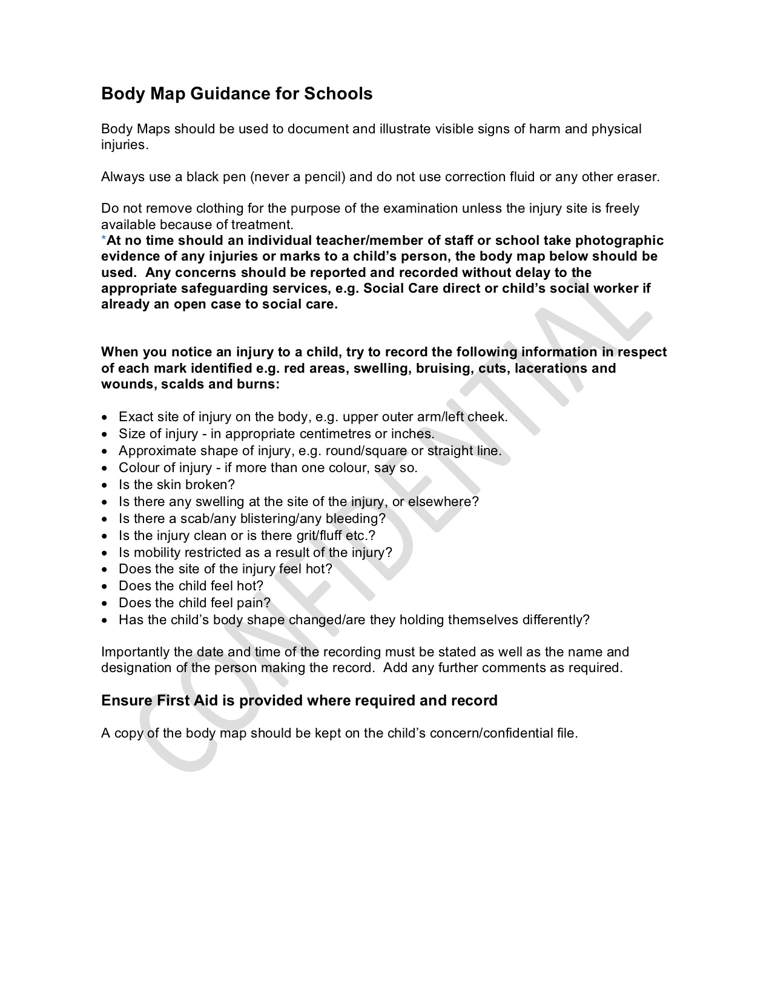 Body Map Guidance for Schools
Body Maps should be used to document and illustrate visible signs of harm and physical
injuries.
Always use a black pen (never a pencil) and do not use correction fluid or any other eraser.
Do not remove clothing for the purpose of the examination unless the injury site is freely
available because of treatment.
*At no time should an individual teacher/member of staff or school take photographic
evidence of any injuries or marks to a child’s person, the body map below should be
used.  Any concerns should be reported and recorded without delay to the
appropriate safeguarding services, e.g. Social Care direct or child’s social worker if
already an open case to social care.
When you notice an injury to a child, try to record the following information in respect
of each mark identified e.g. red areas, swelling, bruising, cuts, lacerations and
wounds, scalds and burns:
• Exact site of injury on the body, e.g. upper outer arm/left cheek.
• Size of injury - in appropriate centimetres or inches.
• Approximate shape of injury, e.g. round/square or straight line.
• Colour of injury - if more than one colour, say so.
• Is the skin broken?
• Is there any swelling at the site of the injury, or elsewhere?
• Is there a scab/any blistering/any bleeding?
• Is the injury clean or is there grit/fluff etc.?
• Is mobility restricted as a result of the injury?
• Does the site of the injury feel hot?
• Does the child feel hot?
• Does the child feel pain?
• Has the child’s body shape changed/are they holding themselves differently?
Importantly the date and time of the recording must be stated as well as the name and
designation of the person making the record.  Add any further comments as required.
Ensure First Aid is provided where required and record
A copy of the body map should be kept on the child’s concern/confidential file.
CONFIDENTIAL